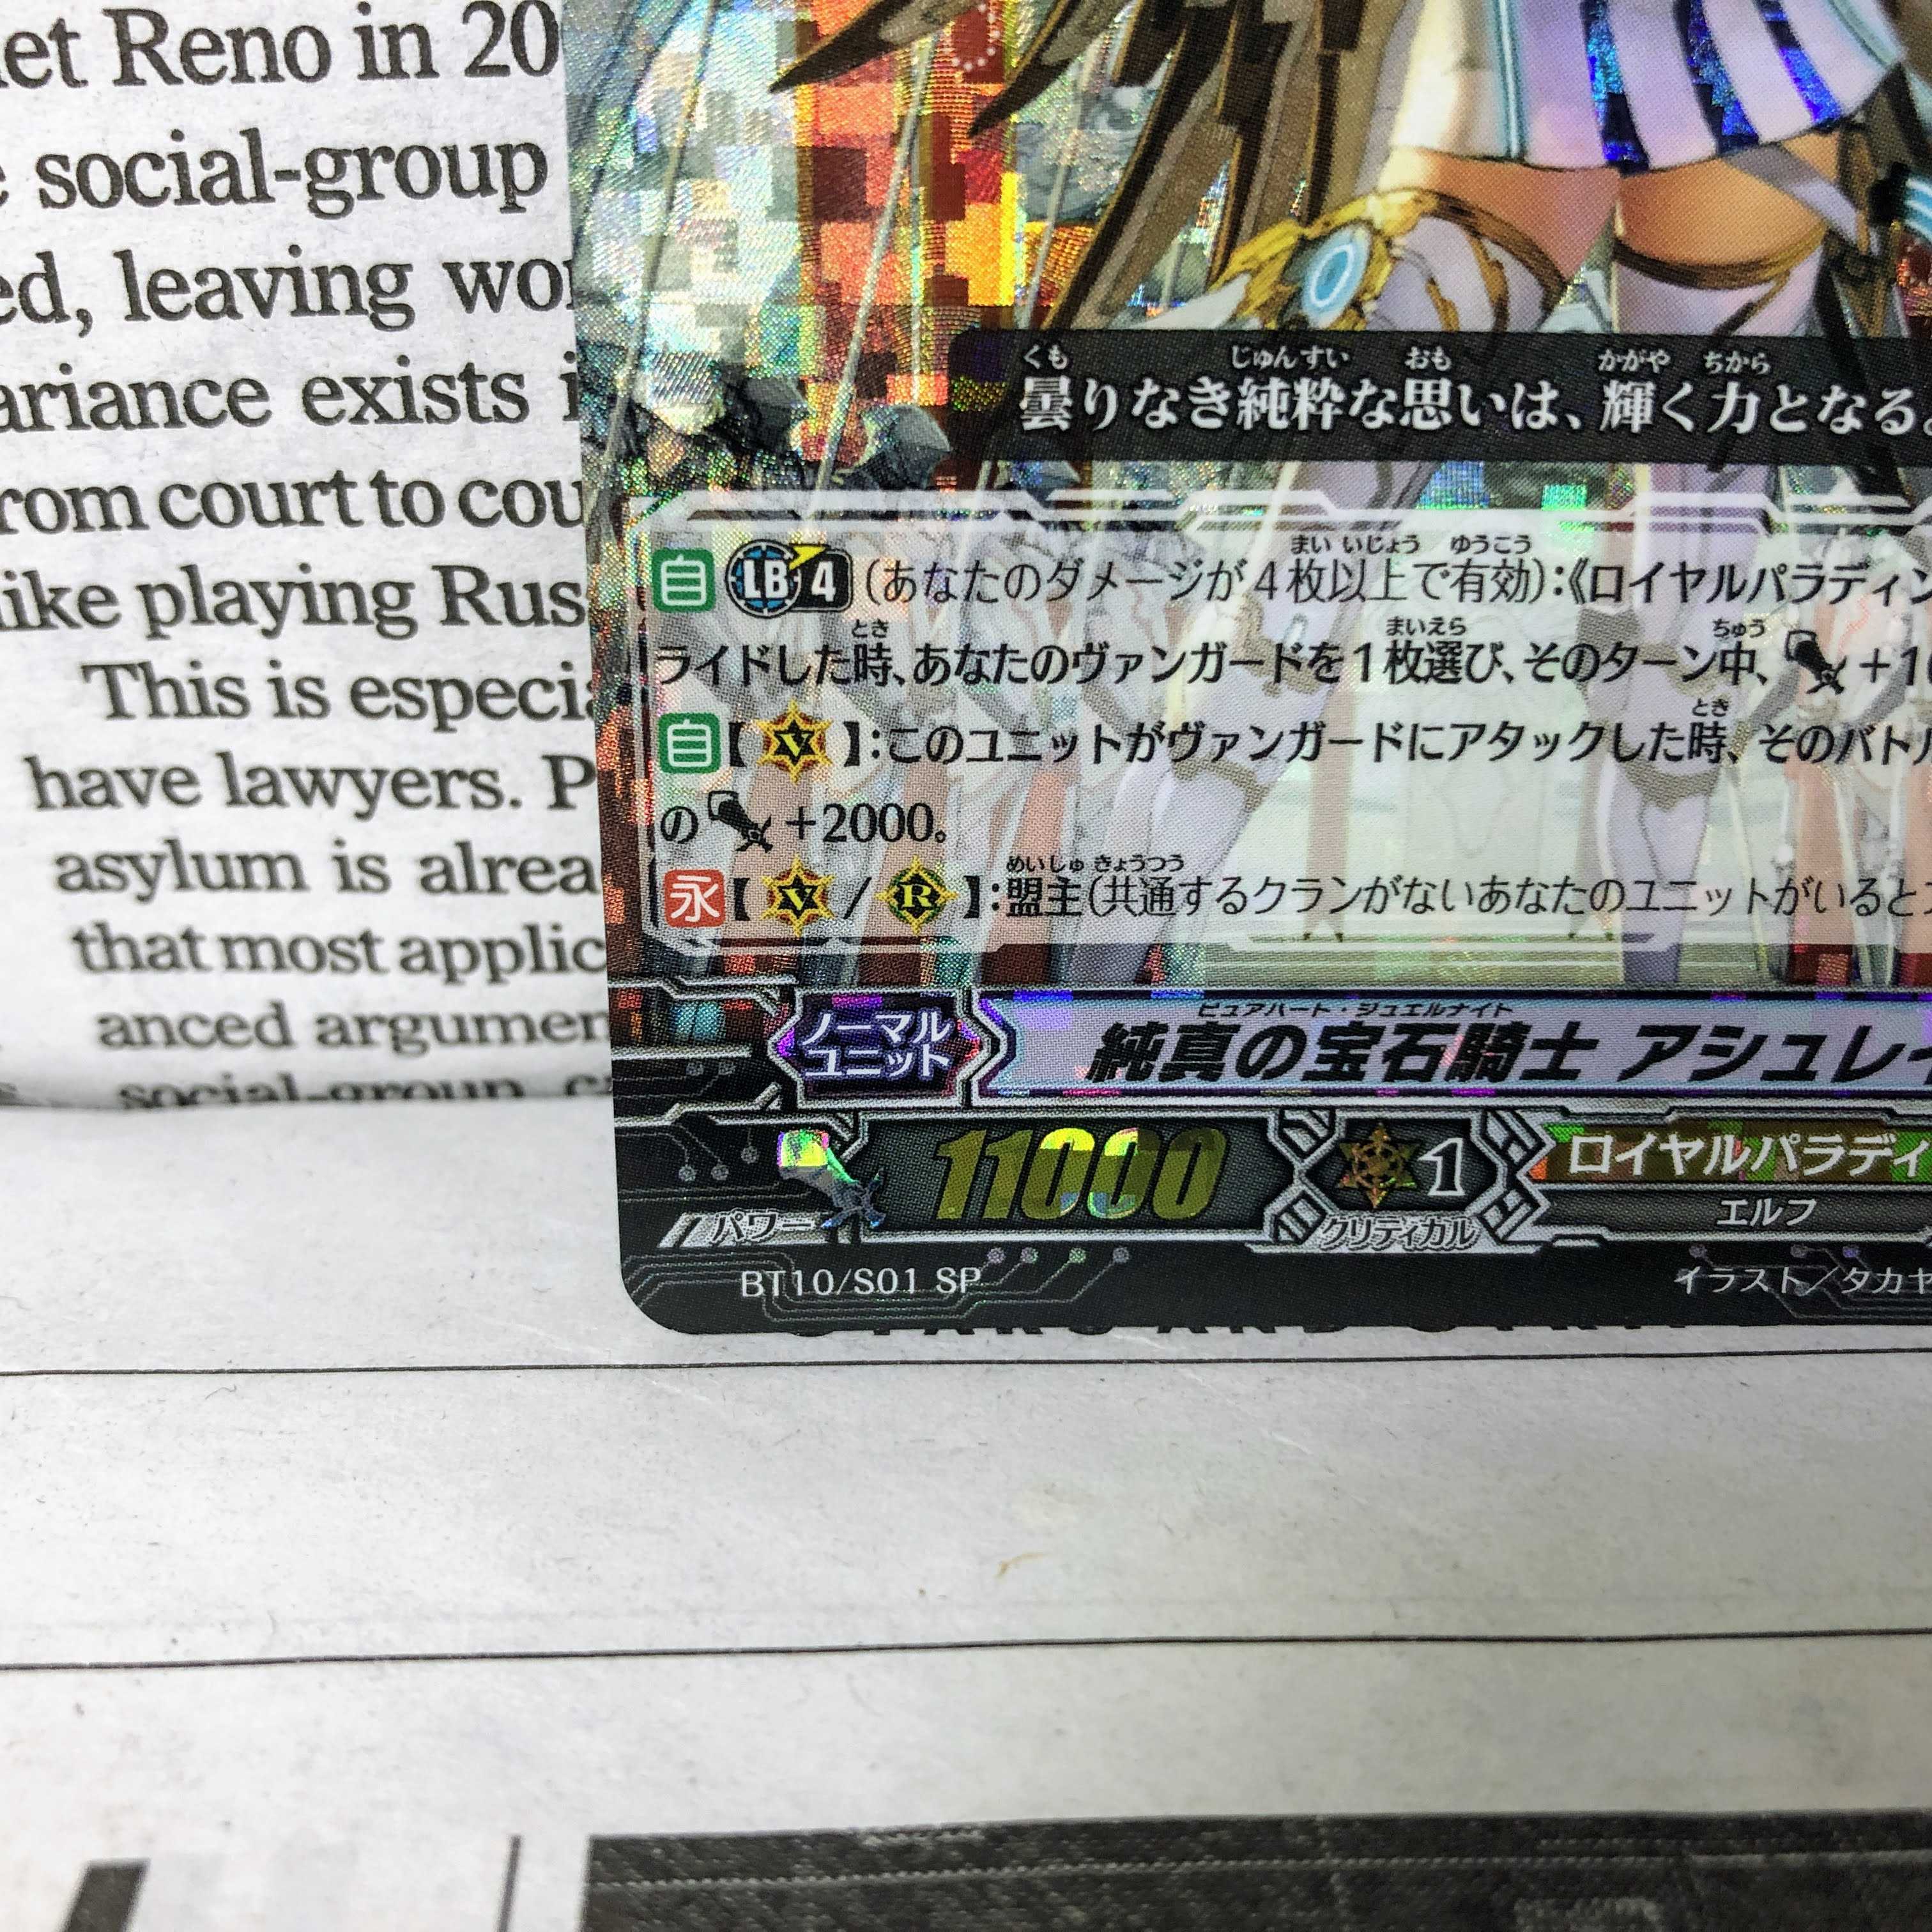 et Reno in 20
social-group
ed, leaving wo
ariance exists i
rom court to cou
ike playing Rus
This is especia
have lawyers. P
asylum is alrea
that most applic
anced argumen
social-group c
くも じゅんすい おも かがや ちから
曇りなき純粋な思いは、輝く力となる。
まい いじょう ゆうこう
自 LB 4 (あなたのダメージが4枚以上で有効):《ロイヤルパラディン
とき まいえら ちゅう
ライドした時、あなたのヴァンガードを1枚選び、そのターン中、 +10
とき
自【 V 】:このユニットがヴァンガードにアタックした時、そのバトル
の +2000。
めいしゅ きょうつう
永【 V / R 】:盟主(共通するクランがないあなたのユニットがいると
ノーマル
ユニット
ピュアハート・ジュエルナイト
純真の宝石騎士 アシュレイ
パワー 11000
1 クリティカル
ロイヤルパラディ
エルフ
BT10/S01 SP
イラスト/タカヤ